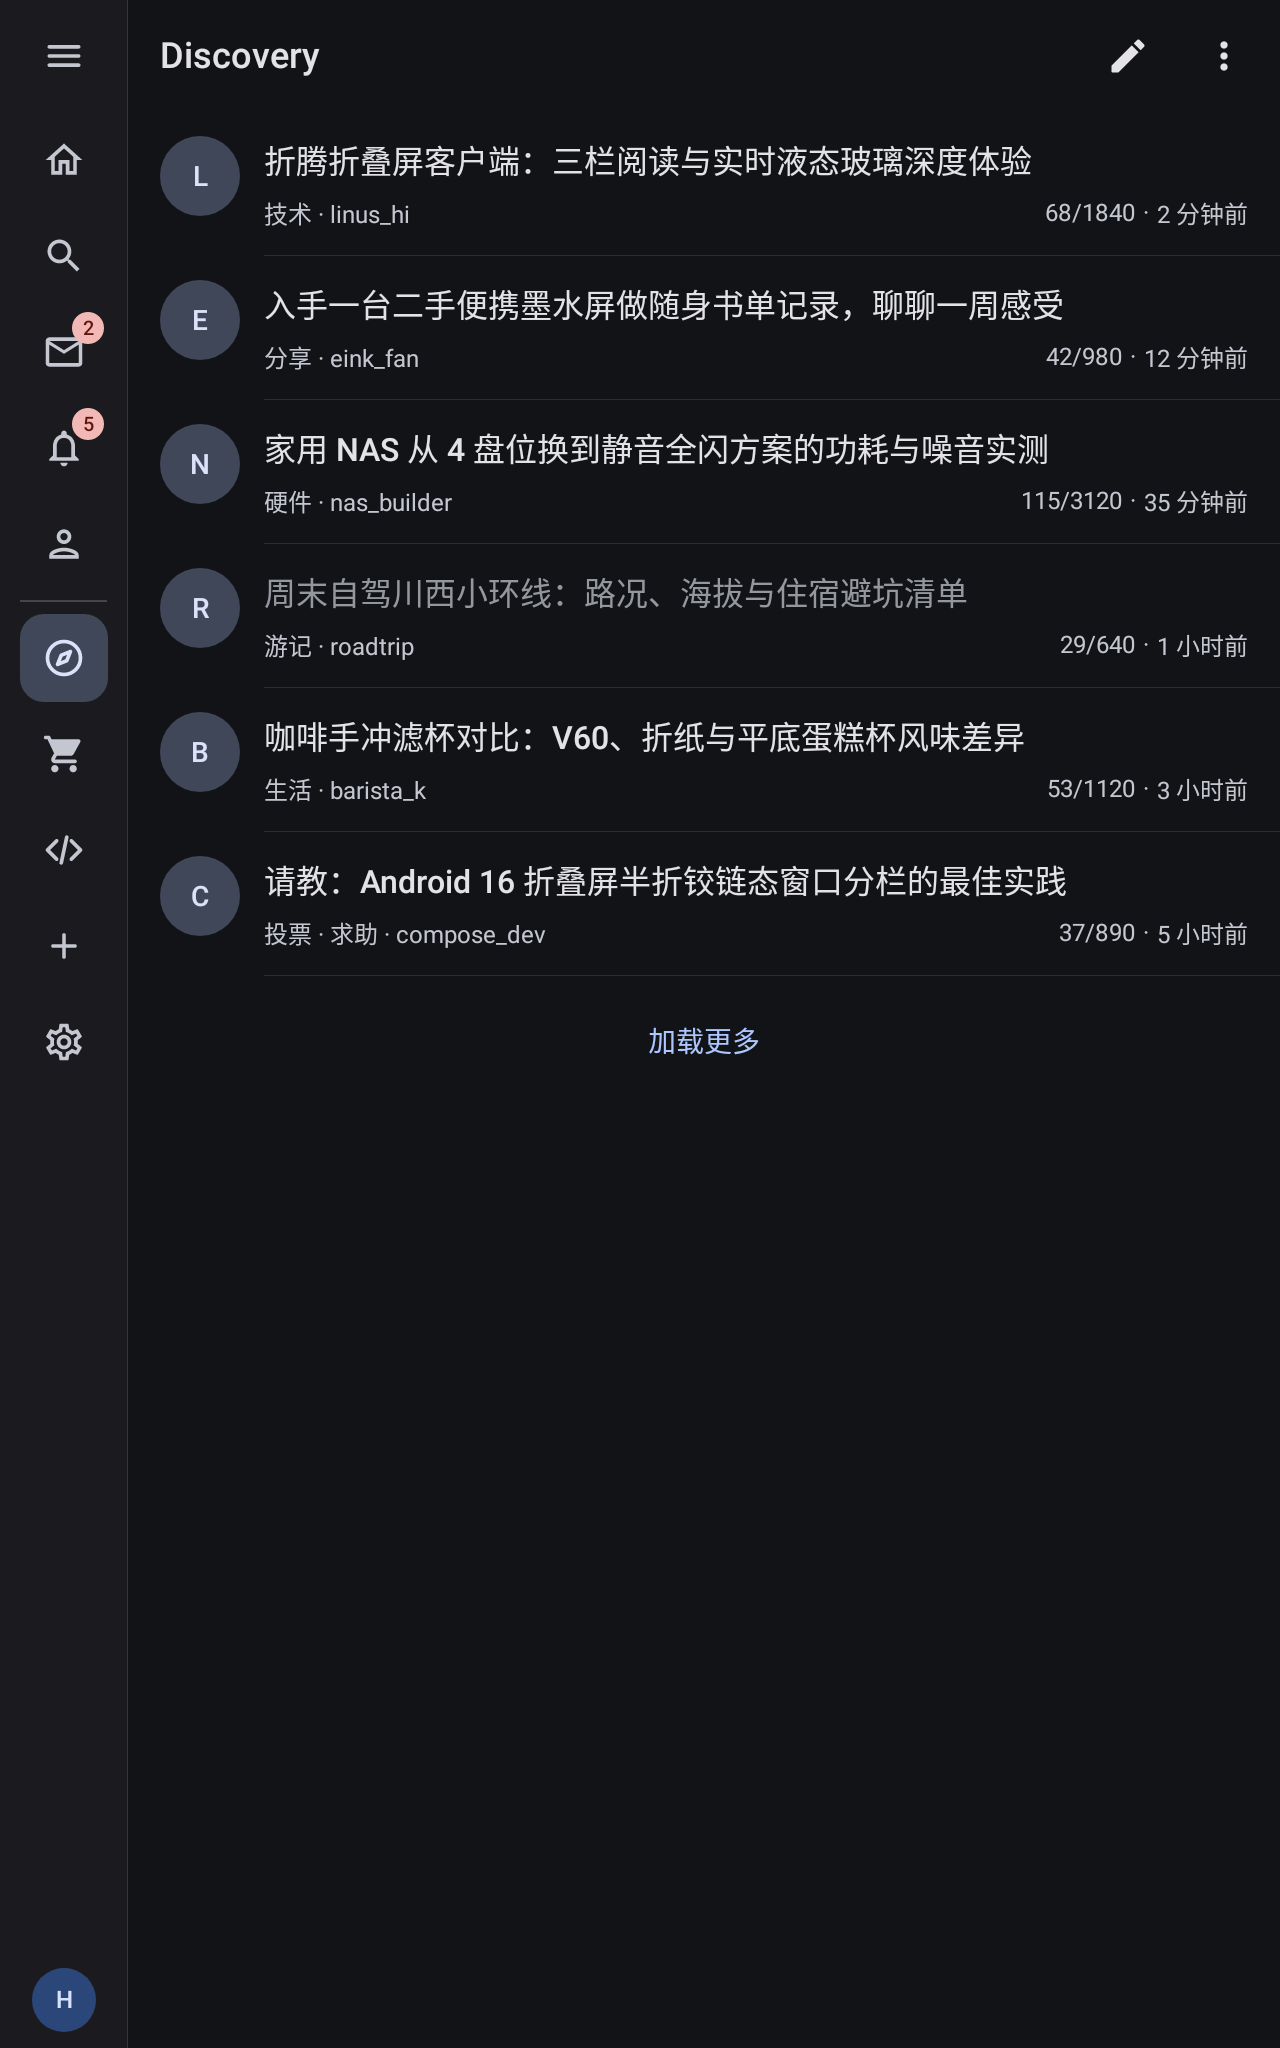 Discovery
2
5
L
折腾折叠屏客户端：三栏阅读与实时液态玻璃深度体验
技术 · linus_hi
68/1840 · 2 分钟前
E
入手一台二手便携墨水屏做随身书单记录，聊聊一周感受
分享 · eink_fan
42/980 · 12 分钟前
N
家用 NAS 从 4 盘位换到静音全闪方案的功耗与噪音实测
硬件 · nas_builder
115/3120 · 35 分钟前
R
周末自驾川西小环线：路况、海拔与住宿避坑清单
游记 · roadtrip
29/640 · 1 小时前
B
咖啡手冲滤杯对比：V60、折纸与平底蛋糕杯风味差异
生活 · barista_k
53/1120 · 3 小时前
C
请教：Android 16 折叠屏半折铰链态窗口分栏的最佳实践
投票 · 求助 · compose_dev
37/890 · 5 小时前
加载更多
H